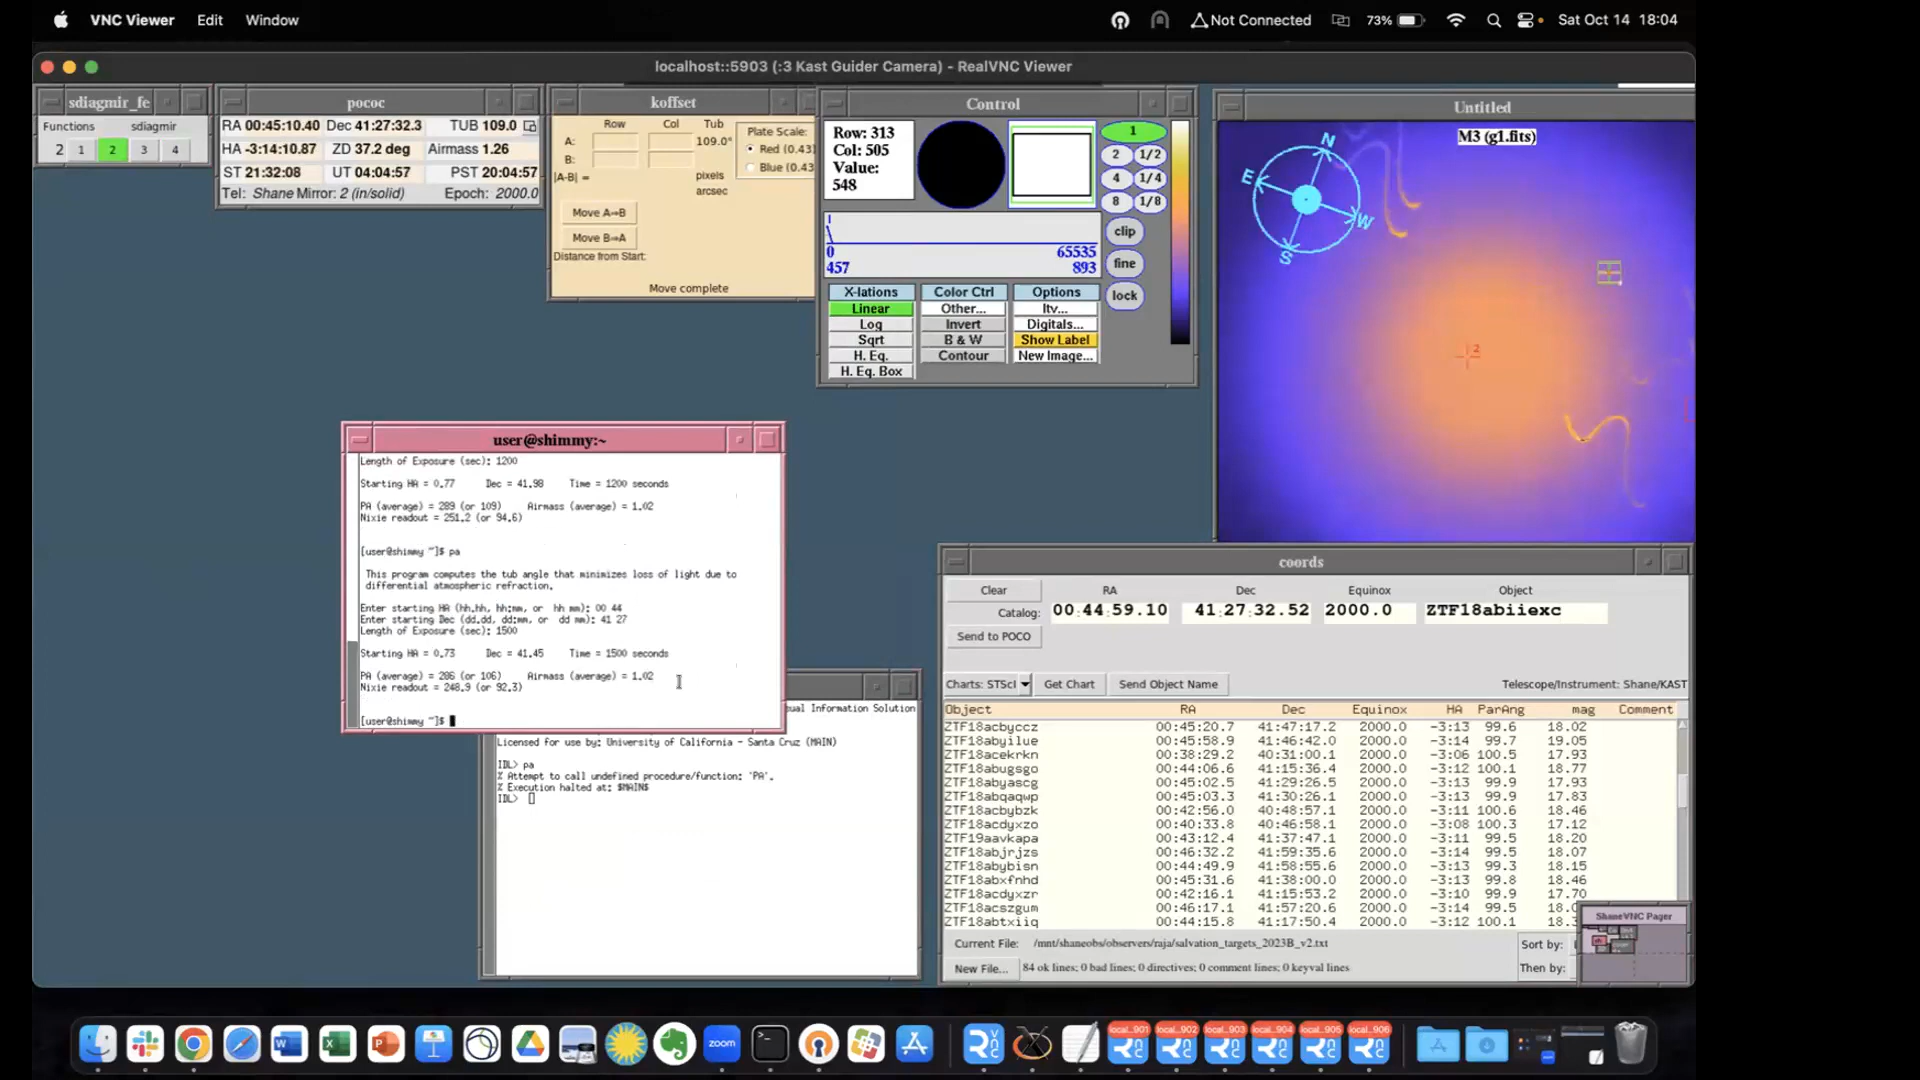 VNC Viewer Edit Window
Not Connected 73% Sat Oct 14 18:04
localhost::5903 (:3 Kast Guider Camera) - RealVNC Viewer
sdiagmir_fe
Functions sdiagmir
2 1 2 3 4
pococ
RA 00:45:10.40 Dec 41:27:32.3 TUB 109.0
HA -3:14:10.87 ZD 37.2 deg Airmass 1.26
ST 21:32:08 UT 04:04:57 PST 20:04:57
Tel: Shane Mirror: 2 (in/solid) Epoch: 2000.0
koffset
Row Col Tub
A: 109.0°
B:
|A-B| = pixels
arcsec
Plate Scale:
Red (0.43
Blue (0.43
Move A⇒B
Move B⇒A
Distance from Start:
Move complete
Control
Row: 313
Col: 505
Value:
548
1
2 1/2
4 1/4
8 1/8
clip
fine
lock
0 65535
457 893
X-lations Color Ctrl Options
Linear Other... Itv...
Log Invert Digitals...
Sqrt B & W Show Label
H. Eq. Contour New Image...
H. Eq. Box
Untitled
M3 (g1.fits)
N
E
W
S
2
user@shimmy:~
Length of Exposure (sec): 1200
Starting HA = 0.77 Dec = 41.98 Time = 1200 seconds
PA (average) = 289 (or 109) Airmass (average) = 1.02
Nixie readout = 251.2 (or 94.6)
[user@shimmy ~]$ pa
This program computes the tub angle that minimizes loss of light due to
differential atmospheric refraction.
Enter starting HA (hh.hh, hh:mm, or hh mm): 00 44
Enter starting Dec (dd.dd, dd:mm, or dd mm): 41 27
Length of Exposure (sec): 1500
Starting HA = 0.73 Dec = 41.45 Time = 1500 seconds
PA (average) = 286 (or 106) Airmass (average) = 1.02
Nixie readout = 248.9 (or 92.3)
[user@shimmy ~]$
sual Information Solution
Licensed for use by: University of California - Santa Cruz (MAIN)
IDL> pa
% Attempt to call undefined procedure/function: 'PA'.
% Execution halted at: $MAIN$
IDL>
coords
Clear RA Dec Equinox Object
Catalog: 00:44:59.10 41:27:32.52 2000.0 ZTF18abiiexc
Send to POCO
Charts: STScI Get Chart Send Object Name Telescope/Instrument: Shane/KAST
Object RA Dec Equinox HA ParAng mag Comment
ZTF18acbyccz 00:45:20.7 41:47:17.2 2000.0 -3:13 99.6 18.02
ZTF18abyilue 00:45:58.9 41:46:42.0 2000.0 -3:14 99.7 19.05
ZTF18acekrkn 00:38:29.2 40:31:00.1 2000.0 -3:06 100.5 17.93
ZTF18abugsgo 00:44:06.6 41:15:36.4 2000.0 -3:12 100.1 18.77
ZTF18abyascg 00:45:02.5 41:29:26.5 2000.0 -3:13 99.9 17.93
ZTF18abqaqwp 00:45:03.3 41:30:26.1 2000.0 -3:13 99.9 17.83
ZTF18acbybzk 00:42:56.0 40:48:57.1 2000.0 -3:11 100.6 18.46
ZTF18acdyxzo 00:40:33.8 40:46:58.1 2000.0 -3:08 100.3 17.12
ZTF19aavkapa 00:43:12.4 41:37:47.1 2000.0 -3:11 99.5 18.20
ZTF18abjrjzs 00:46:32.2 41:59:35.6 2000.0 -3:14 99.5 18.07
ZTF18abybisn 00:44:49.9 41:58:55.6 2000.0 -3:13 99.3 18.15
ZTF18abxfnhd 00:45:31.6 41:38:00.0 2000.0 -3:13 99.8 18.46
ZTF18acdyxzr 00:42:16.1 41:15:53.2 2000.0 -3:10 99.9 17.70
ZTF18acszgum 00:46:17.1 41:57:20.6 2000.0 -3:14 99.5 18.0
ZTF18abtxiiq 00:44:15.8 41:17:50.4 2000.0 -3:12 100.1 18.3
ShaneVNC Pager
Current File: /mnt/shaneobs/observers/raja/salvation_targets_2023B_v2.txt Sort by:
New File... 84 ok lines; 0 bad lines; 0 directives; 0 comment lines; 0 keyval lines Then by:
zoom
local_901 local_902 local_903 local_904 local_905 local_906